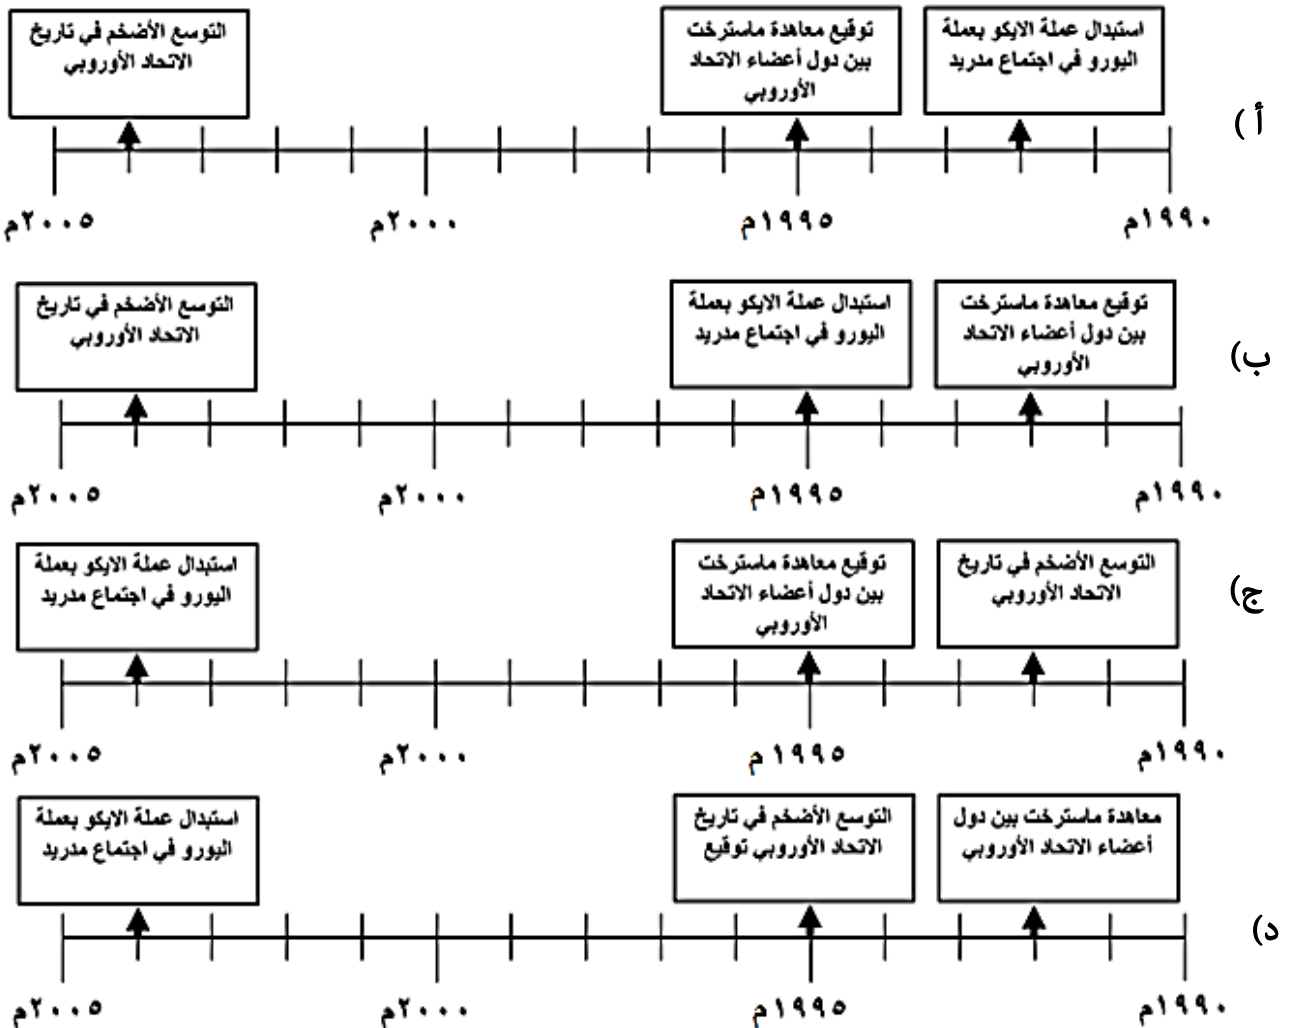 أ )
استبدال عملة الايكو بعملة
اليورو في اجتماع مدريد
توقيع معاهدة ماسترخت
بين دول أعضاء الاتحاد
الأوروبي
التوسع الأضخم في تاريخ
الاتحاد الأوروبي
١٩٩٠م
١٩٩٥م
٢٠٠٠م
٢٠٠٥م
ب)
توقيع معاهدة ماسترخت
بين دول أعضاء الاتحاد
الأوروبي
استبدال عملة الايكو بعملة
اليورو في اجتماع مدريد
التوسع الأضخم في تاريخ
الاتحاد الأوروبي
١٩٩٠م
١٩٩٥م
٢٠٠٠م
٢٠٠٥م
ج)
التوسع الأضخم في تاريخ
الاتحاد الأوروبي
توقيع معاهدة ماسترخت
بين دول أعضاء الاتحاد
الأوروبي
استبدال عملة الايكو بعملة
اليورو في اجتماع مدريد
١٩٩٠م
١٩٩٥م
٢٠٠٠م
٢٠٠٥م
د)
معاهدة ماسترخت بين دول
أعضاء الاتحاد الأوروبي
التوسع الأضخم في تاريخ
الاتحاد الأوروبي توقيع
استبدال عملة الايكو بعملة
اليورو في اجتماع مدريد
١٩٩٠م
١٩٩٥م
٢٠٠٠م
٢٠٠٥م